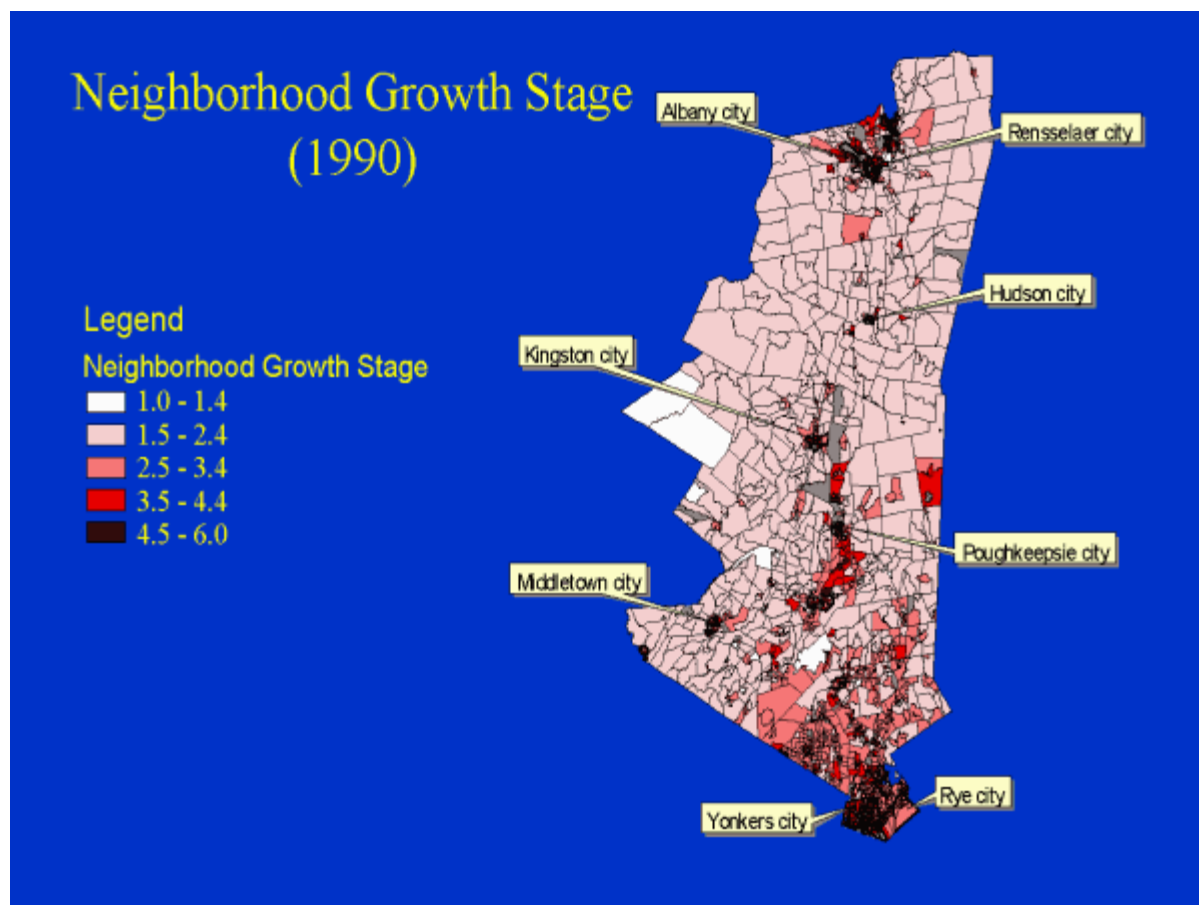 Neighborhood Growth Stage
(1990)
Albany city
Rensselaer city
Hudson city
Kingston city
Poughkeepsie city
Middletown city
Yonkers city
Rye city
Legend
Neighborhood Growth Stage
1.0 - 1.4
1.5 - 2.4
2.5 - 3.4
3.5 - 4.4
4.5 - 6.0